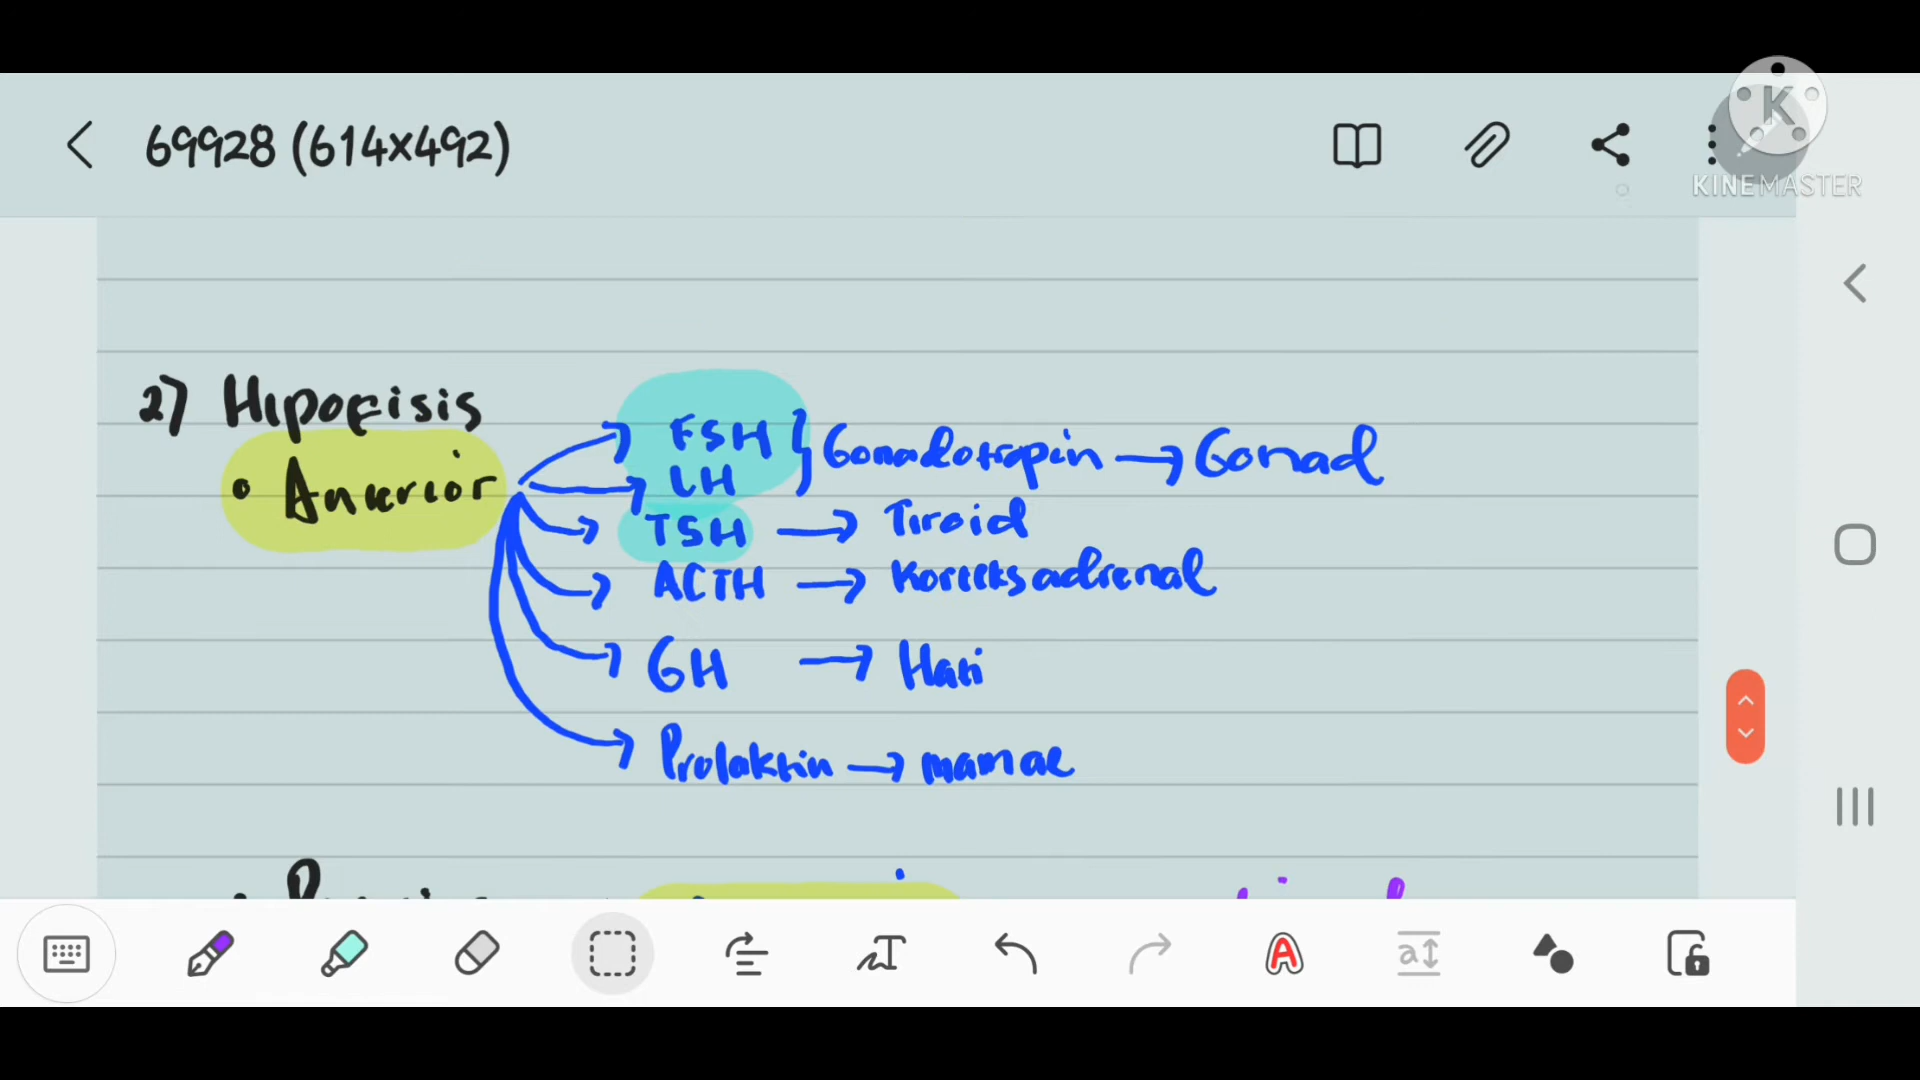 69928 (614x492)
KINEMASTER
2) Hipofisis
• Anterior
FSH
LH
} Gonadotropin → Gonad
TSH → Tiroid
ACTH → Korteks adrenal
GH → Hati
Prolaktin → mamae